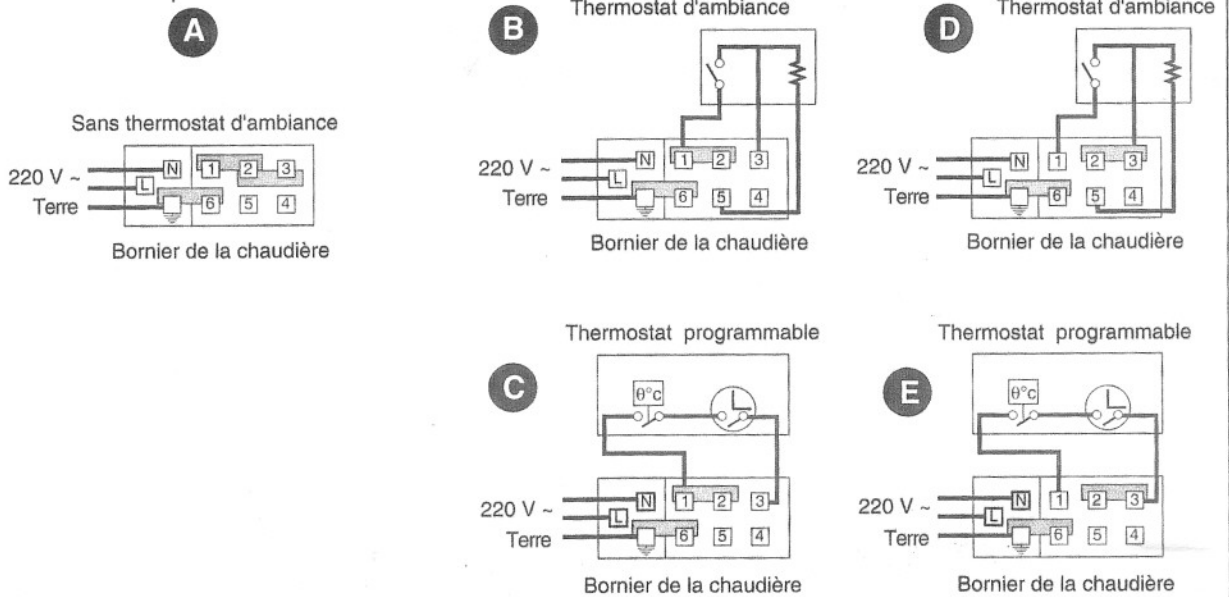 A
Sans thermostat d'ambiance
220 V ~
Terre
N
L
1
2
3
6
5
4
Bornier de la chaudière
B
Thermostat d'ambiance
220 V ~
Terre
N
L
1
2
3
6
5
4
Bornier de la chaudière
D
Thermostat d'ambiance
220 V ~
Terre
N
L
1
2
3
6
5
4
Bornier de la chaudière
C
Thermostat programmable
θ°c
220 V ~
Terre
N
L
1
2
3
6
5
4
Bornier de la chaudière
E
Thermostat programmable
θ°c
220 V ~
Terre
N
L
1
2
3
6
5
4
Bornier de la chaudière